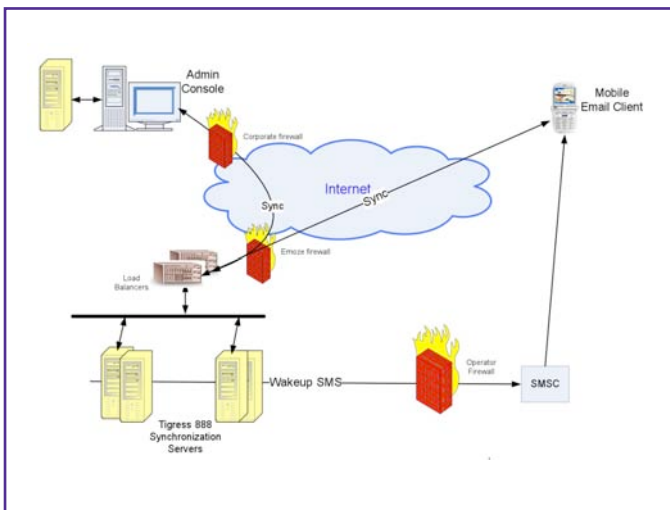 Admin
Console
Mobile
Email Client
Corporate firewall
Internet
Sync
Sync
Emoze firewall
Load
Balancers
Operator
Firewall
Wakeup SMS
SMSC
Tigress 888
Synchronization
Servers